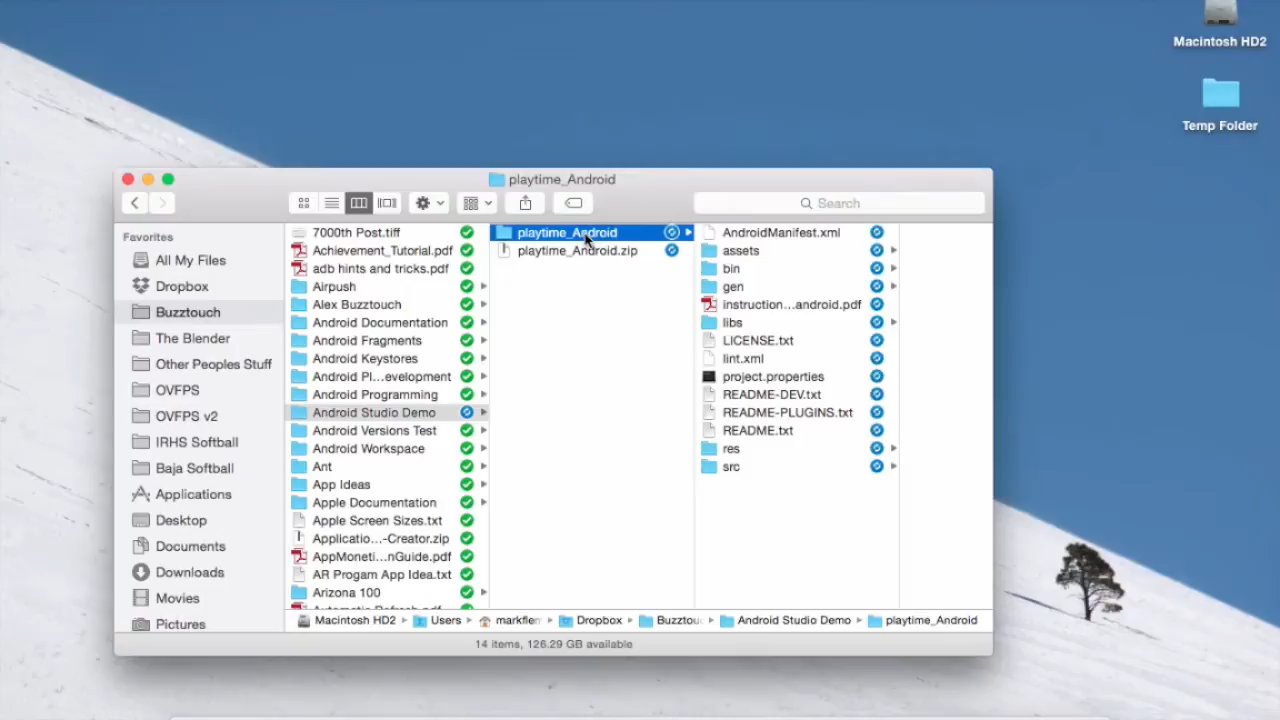 Macintosh HD2
Temp Folder
playtime_Android
Search
Favorites
All My Files
Dropbox
Buzztouch
The Blender
Other Peoples Stuff
OVFPS
OVFPS v2
IRHS Softball
Baja Softball
Applications
Desktop
Documents
Downloads
Movies
Pictures
7000th Post.tiff
Achievement_Tutorial.pdf
adb hints and tricks.pdf
Airpush
Alex Buzztouch
Android Documentation
Android Fragments
Android Keystores
Android Pl...evelopment
Android Programming
Android Studio Demo
Android Versions Test
Android Workspace
Ant
App Ideas
Apple Documentation
Apple Screen Sizes.txt
Applicatio...-Creator.zip
AppMoneti...nGuide.pdf
AR Progam App Idea.txt
Arizona 100
Automatic Refresh.pdf
playtime_Android
playtime_Android.zip
AndroidManifest.xml
assets
bin
gen
instruction...android.pdf
libs
LICENSE.txt
lint.xml
project.properties
README-DEV.txt
README-PLUGINS.txt
README.txt
res
src
Macintosh HD2 Users markfler Dropbox Buzztou Android Studio Demo playtime_Android
14 items, 126.29 GB available